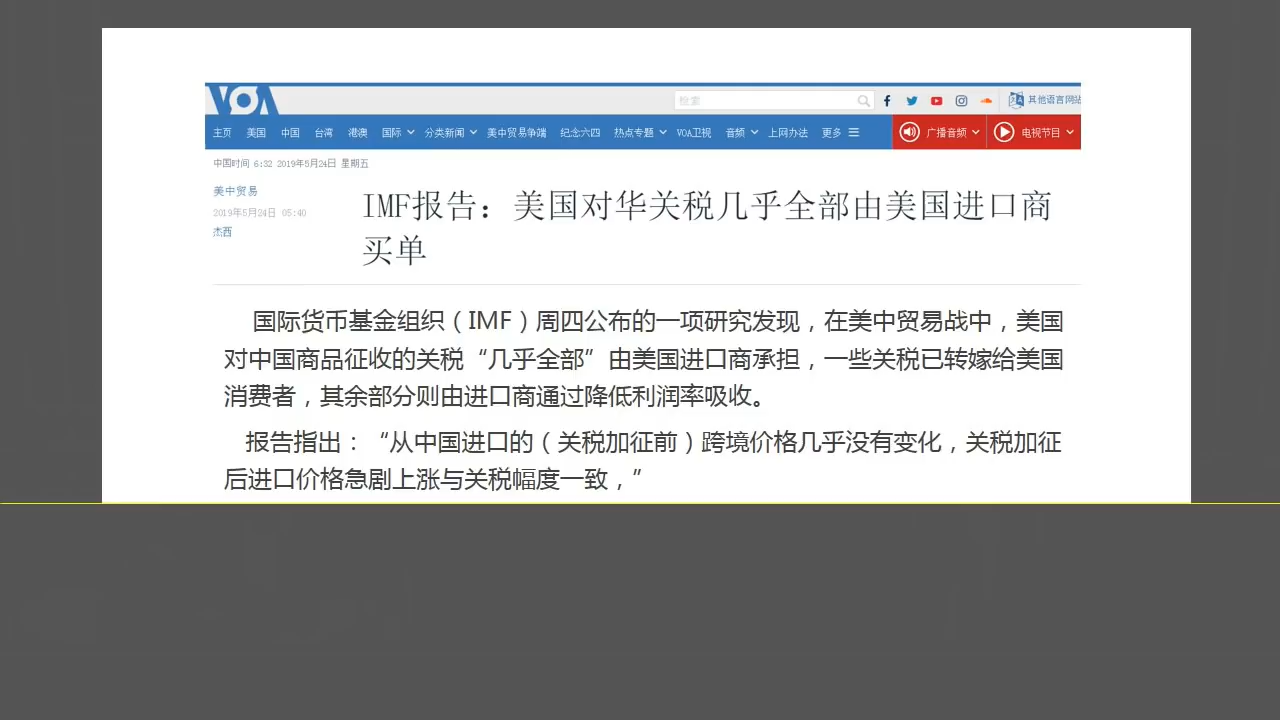 VOA
检索
其他语言网站
主页 美国 中国 台湾 港澳 国际 分类新闻 美中贸易争端 纪念六四 热点专题 VOA卫视 音频 上网办法 更多 广播音频 电视节目
中国时间 6:32 2019年5月24日 星期五
美中贸易
2019年5月24日 05:40
杰西
IMF报告：美国对华关税几乎全部由美国进口商
买单
国际货币基金组织（IMF）周四公布的一项研究发现，在美中贸易战中，美国
对中国商品征收的关税“几乎全部”由美国进口商承担，一些关税已转嫁给美国
消费者，其余部分则由进口商通过降低利润率吸收。
报告指出：“从中国进口的（关税加征前）跨境价格几乎没有变化，关税加征
后进口价格急剧上涨与关税幅度一致，”